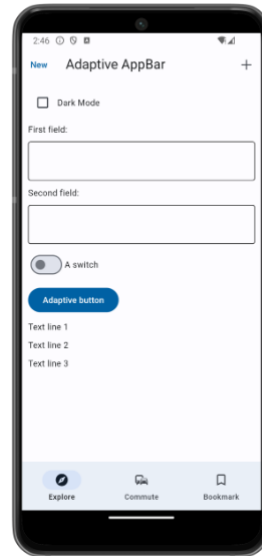 2:46
New Adaptive AppBar +
Dark Mode
First field:
Second field:
A switch
Adaptive button
Text line 1
Text line 2
Text line 3
Explore Commute Bookmark